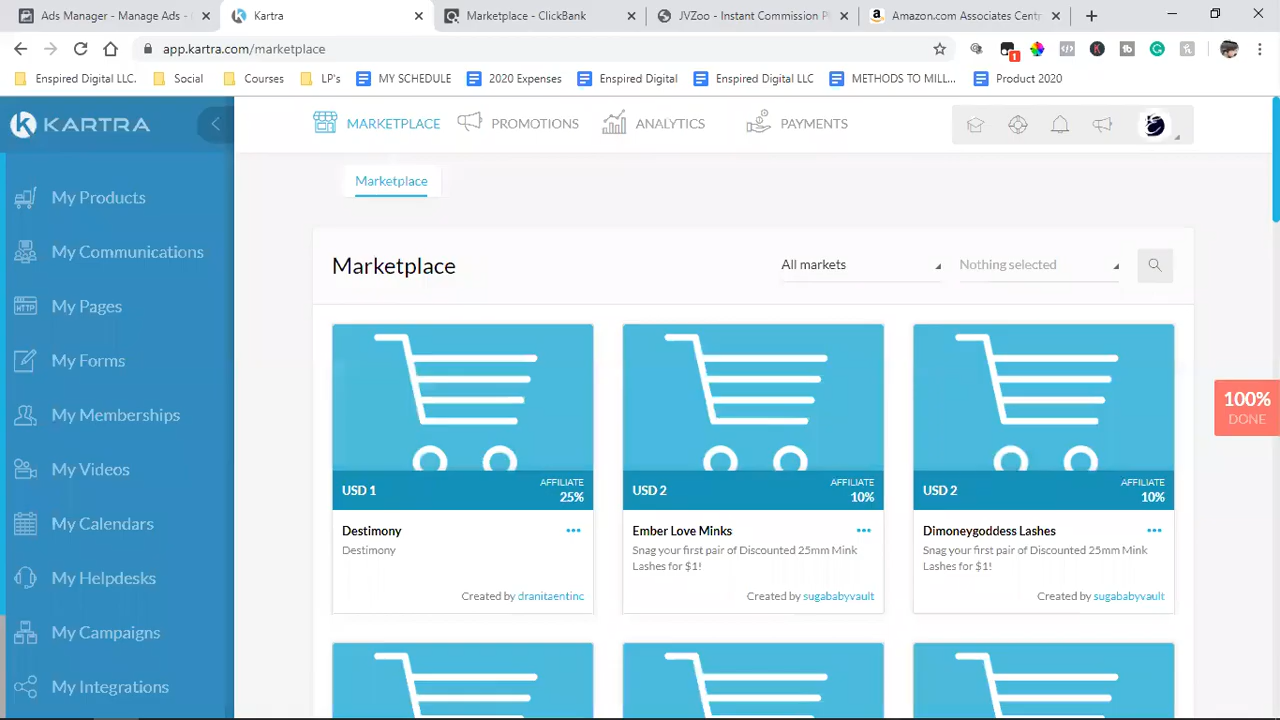 Ads Manager - Manage Ads -
Kartra
Marketplace - ClickBank
JVZoo - Instant Commission P
Amazon.com Associates Centr
app.kartra.com/marketplace
1
Enspired Digital LLC.
Social
Courses
LP's
MY SCHEDULE
2020 Expenses
Enspired Digital
Enspired Digital LLC
METHODS TO MILL...
Product 2020
KARTRA
MARKETPLACE
PROMOTIONS
ANALYTICS
PAYMENTS
My Products
My Communications
My Pages
My Forms
My Memberships
My Videos
My Calendars
My Helpdesks
My Campaigns
My Integrations
HTTP
Marketplace
Marketplace
All markets
Nothing selected
USD 1
AFFILIATE
25%
Destimony
Destimony
Created by dranitaentinc
USD 2
AFFILIATE
10%
Ember Love Minks
Snag your first pair of Discounted 25mm Mink
Lashes for $1!
Created by sugababyvault
USD 2
AFFILIATE
10%
Dimoneygoddess Lashes
Snag your first pair of Discounted 25mm Mink
Lashes for $1!
Created by sugababyvault
100%
DONE